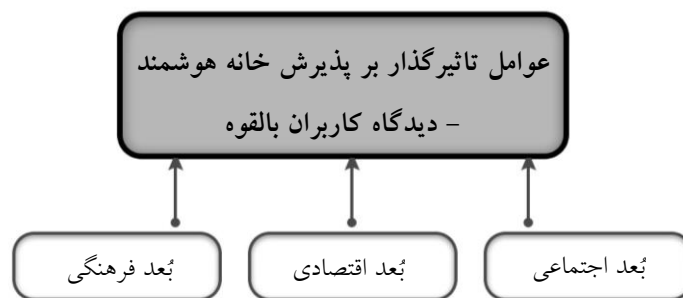 عوامل تاثیرگذار بر پذیرش خانه هوشمند
– دیدگاه کاربران بالقوه
بُعد اجتماعی
بُعد اقتصادی
بُعد فرهنگی